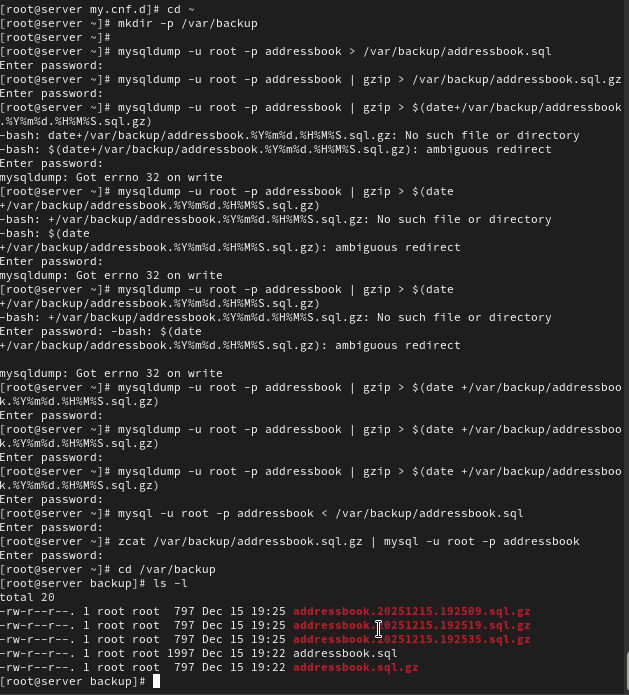 [root@server my.cnf.d]# cd ~
[root@server ~]# mkdir -p /var/backup
[root@server ~]#
[root@server ~]# mysqldump -u root -p addressbook > /var/backup/addressbook.sql
Enter password:
[root@server ~]# mysqldump -u root -p addressbook | gzip > /var/backup/addressbook.sql.gz
Enter password:
[root@server ~]# mysqldump -u root -p addressbook | gzip > $(date+/var/backup/addressbook
.%Y%m%d.%H%M%S.sql.gz)
-bash: date+/var/backup/addressbook.%Y%m%d.%H%M%S.sql.gz: No such file or directory
-bash: $(date+/var/backup/addressbook.%Y%m%d.%H%M%S.sql.gz): ambiguous redirect
Enter password:
mysqldump: Got errno 32 on write
[root@server ~]# mysqldump -u root -p addressbook | gzip > $(date
+/var/backup/addressbook.%Y%m%d.%H%M%S.sql.gz)
-bash: +/var/backup/addressbook.%Y%m%d.%H%M%S.sql.gz: No such file or directory
-bash: $(date
+/var/backup/addressbook.%Y%m%d.%H%M%S.sql.gz): ambiguous redirect
Enter password:
mysqldump: Got errno 32 on write
[root@server ~]# mysqldump -u root -p addressbook | gzip > $(date
+/var/backup/addressbook.%Y%m%d.%H%M%S.sql.gz)
-bash: +/var/backup/addressbook.%Y%m%d.%H%M%S.sql.gz: No such file or directory
Enter password: -bash: $(date
+/var/backup/addressbook.%Y%m%d.%H%M%S.sql.gz): ambiguous redirect
mysqldump: Got errno 32 on write
[root@server ~]# mysqldump -u root -p addressbook | gzip > $(date +/var/backup/addressboo
k.%Y%m%d.%H%M%S.sql.gz)
Enter password:
[root@server ~]# mysqldump -u root -p addressbook | gzip > $(date +/var/backup/addressboo
k.%Y%m%d.%H%M%S.sql.gz)
Enter password:
[root@server ~]# mysqldump -u root -p addressbook | gzip > $(date +/var/backup/addressboo
k.%Y%m%d.%H%M%S.sql.gz)
Enter password:
[root@server ~]# mysql -u root -p addressbook < /var/backup/addressbook.sql
Enter password:
[root@server ~]# zcat /var/backup/addressbook.sql.gz | mysql -u root -p addressbook
Enter password:
[root@server ~]# cd /var/backup
[root@server backup]# ls -l
total 20
-rw-r--r--. 1 root root  797 Dec 15 19:25 addressbook.20251215.192509.sql.gz
-rw-r--r--. 1 root root  797 Dec 15 19:25 addressbook.20251215.192519.sql.gz
-rw-r--r--. 1 root root  797 Dec 15 19:25 addressbook.20251215.192535.sql.gz
-rw-r--r--. 1 root root 1997 Dec 15 19:22 addressbook.sql
-rw-r--r--. 1 root root  797 Dec 15 19:22 addressbook.sql.gz
[root@server backup]#